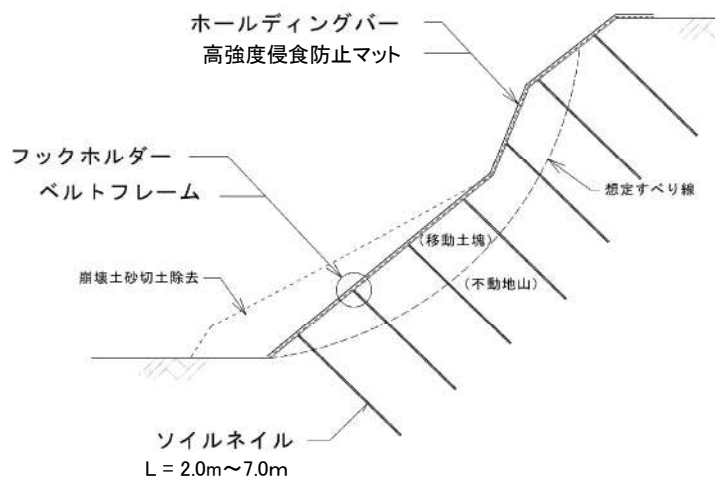 ホールディングバー
高強度侵食防止マット
フックホルダー
ベルトフレーム
想定すべり線
(移動土塊)
崩壊土砂切土除去
(不動地山)
ソイルネイル
L = 2.0m～7.0m